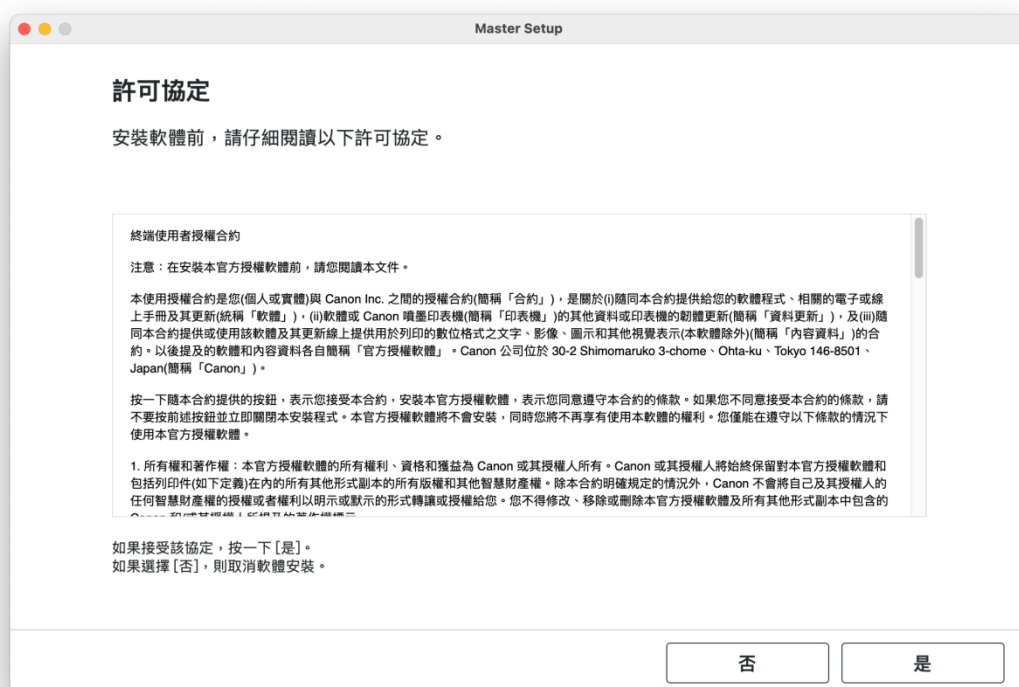 Master Setup
許可協定
安裝軟體前，請仔細閱讀以下許可協定。
終端使用者授權合約
注意：在安裝本官方授權軟體前，請您閱讀本文件。
本使用授權合約是您(個人或實體)與 Canon Inc. 之間的授權合約(簡稱「合約」)，是關於(i)隨同本合約提供給您的軟體程式、相關的電子或線
上手冊及其更新(統稱「軟體」)，(ii)軟體或 Canon 噴墨印表機(簡稱「印表機」)的其他資料或印表機的韌體更新(簡稱「資料更新」)，及(iii)隨
同本合約提供或使用該軟體及其更新線上提供用於列印的數位格式之文字、影像、圖示和其他視覺表示(本軟體除外)(簡稱「內容資料」)的合
約。以後提及的軟體和內容資料各自簡稱「官方授權軟體」。Canon 公司位於 30-2 Shimomaruko 3-chome、Ohta-ku、Tokyo 146-8501、
Japan(簡稱「Canon」)。
按一下隨本合約提供的按鈕，表示您接受本合約，安裝本官方授權軟體，表示您同意遵守本合約的條款。如果您不同意接受本合約的條款，請
不要按前述按鈕並立即關閉本安裝程式。本官方授權軟體將不會安裝，同時您將不再享有使用本軟體的權利。您僅能在遵守以下條款的情況下
使用本官方授權軟體。
1. 所有權和著作權：本官方授權軟體的所有權利、資格和獲益為 Canon 或其授權人所有。Canon 或其授權人將始終保留對本官方授權軟體和
包括列印件(如下定義)在內的所有其他形式副本的所有版權和其他智慧財產權。除本合約明確規定的情況外，Canon 不會將自己及其授權人的
任何智慧財產權的授權或者權利以明示或默示的形式轉讓或授權給您。您不得修改、移除或刪除本官方授權軟體及所有其他形式副本中包含的
Canon 和/或其授權人所提及的著作權標示
如果接受該協定，按一下 [是]。
如果選擇 [否]，則取消軟體安裝。
否
是